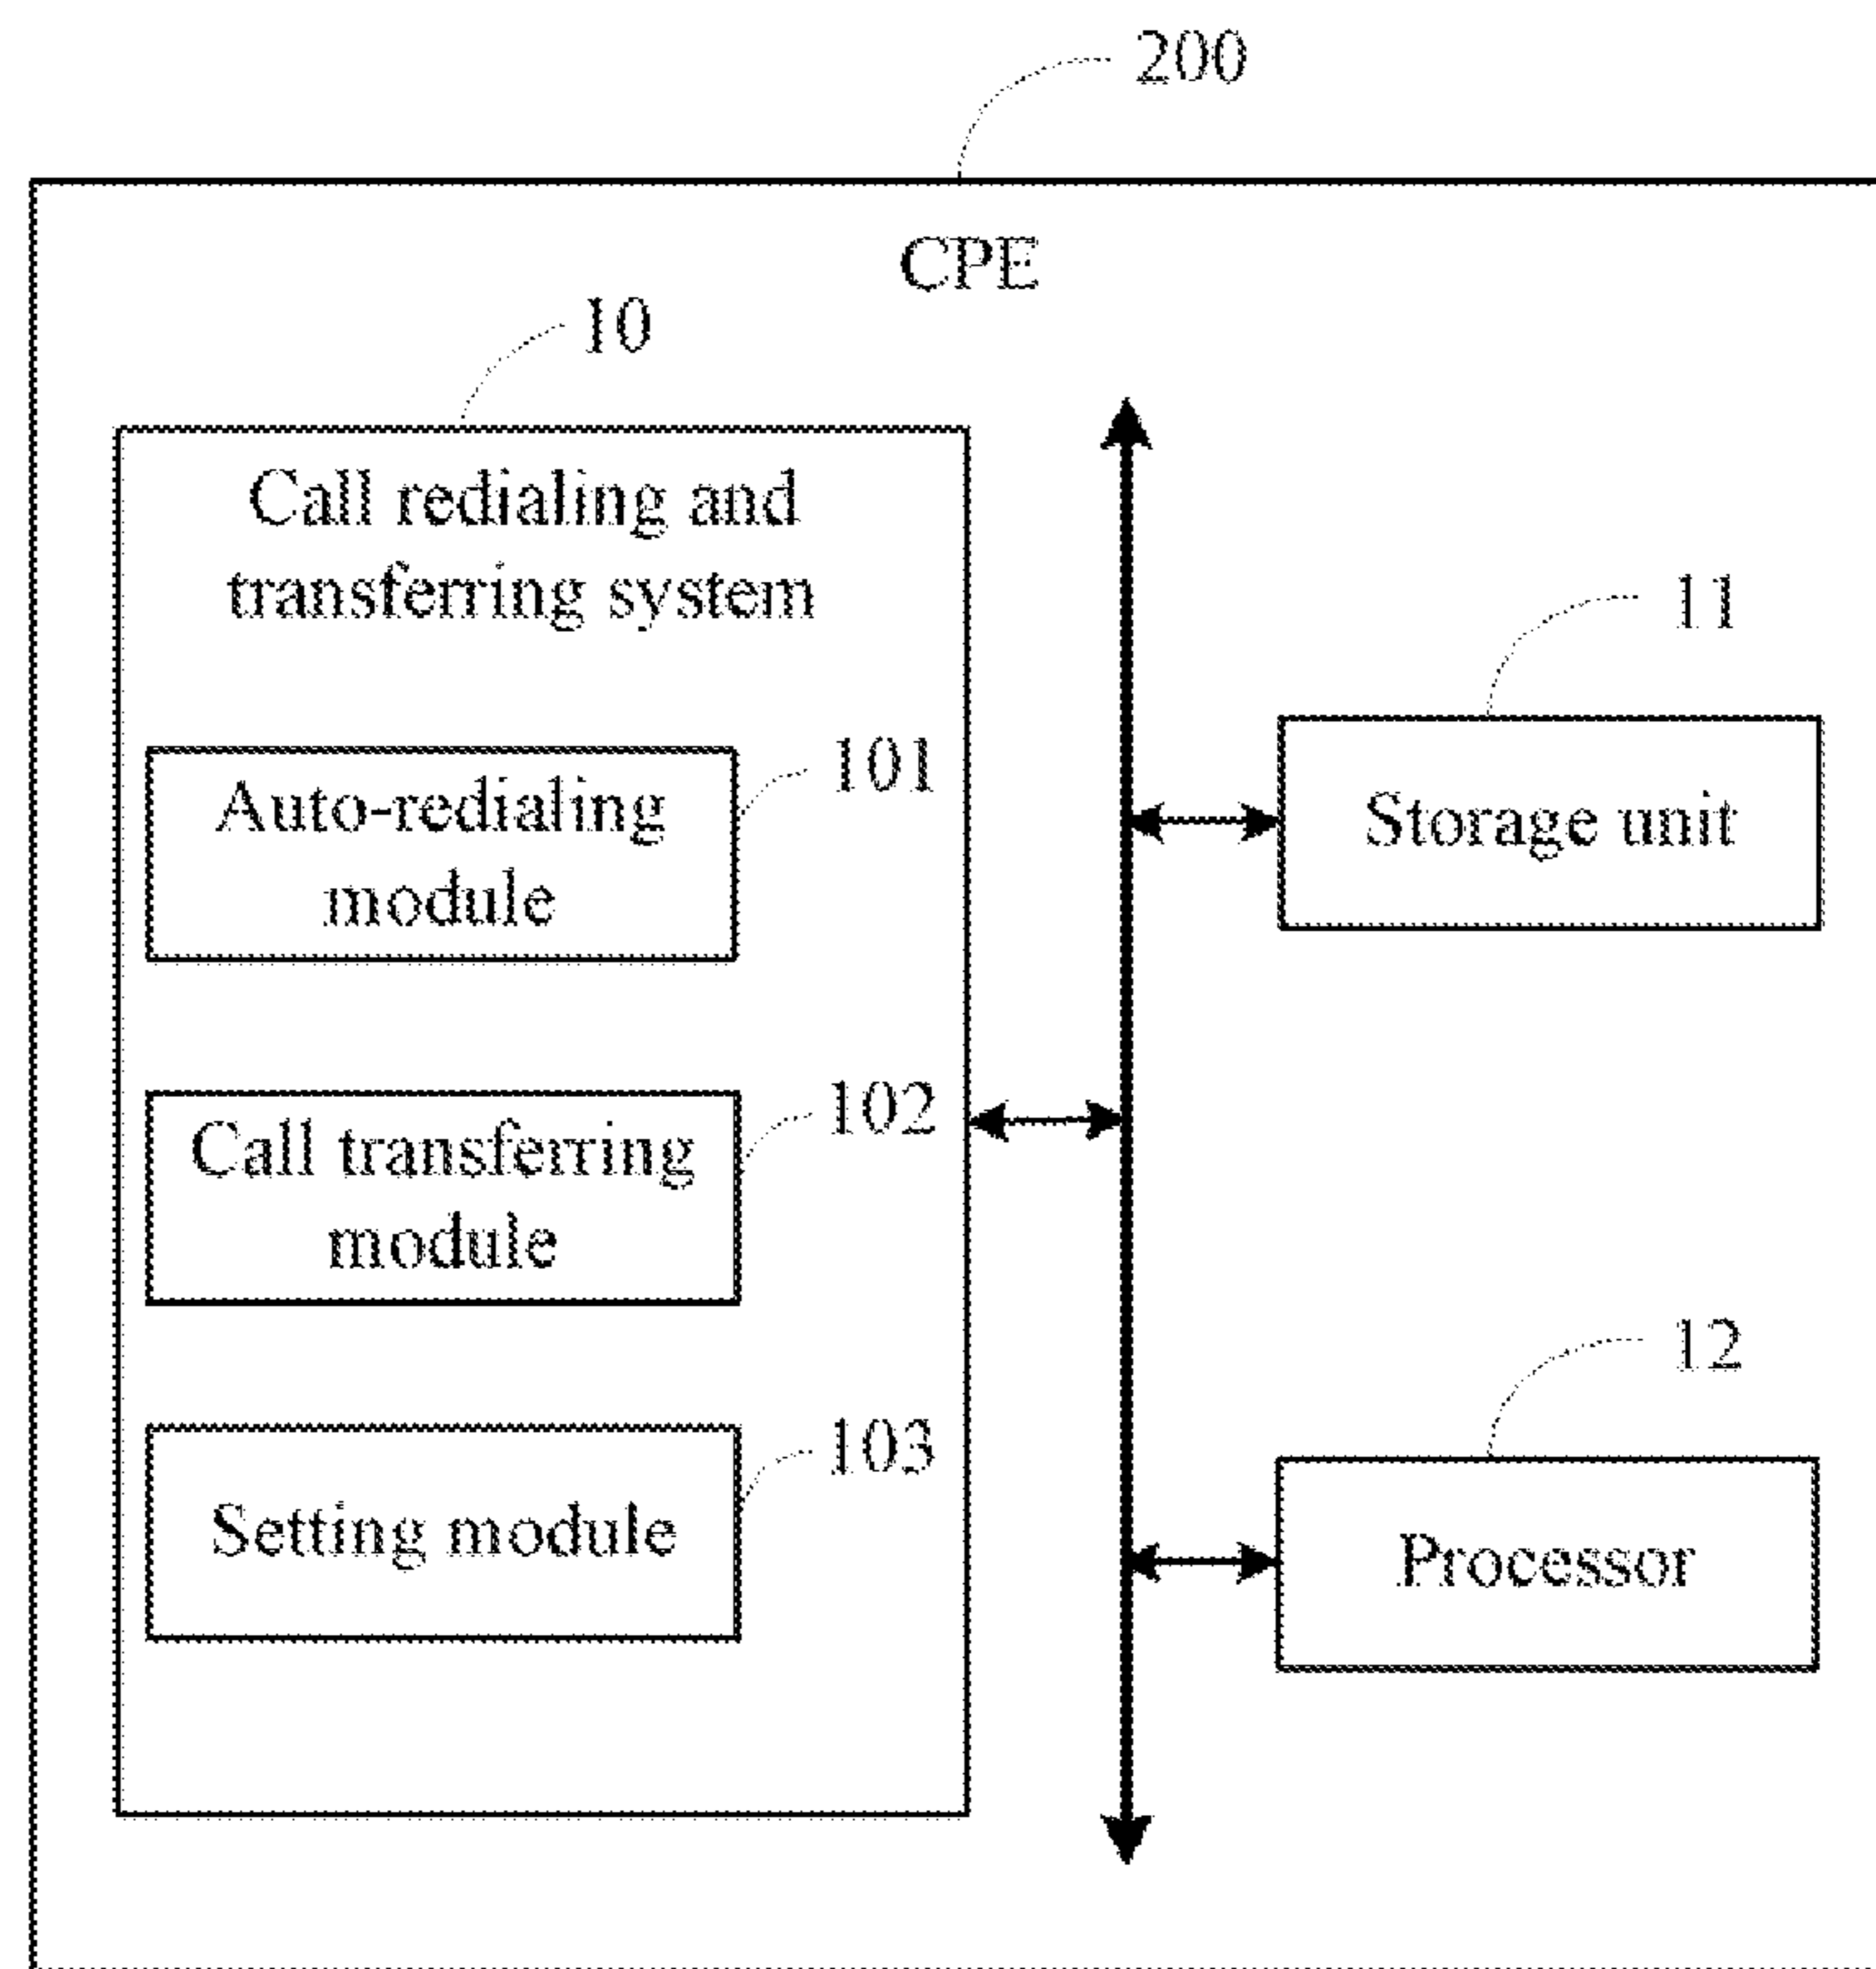 200
CPE
10
Call redialing and
transferring system
11
101
Auto-redialing
module
Storage unit
102
Call transferring
module
12
103
Setting module
Processor